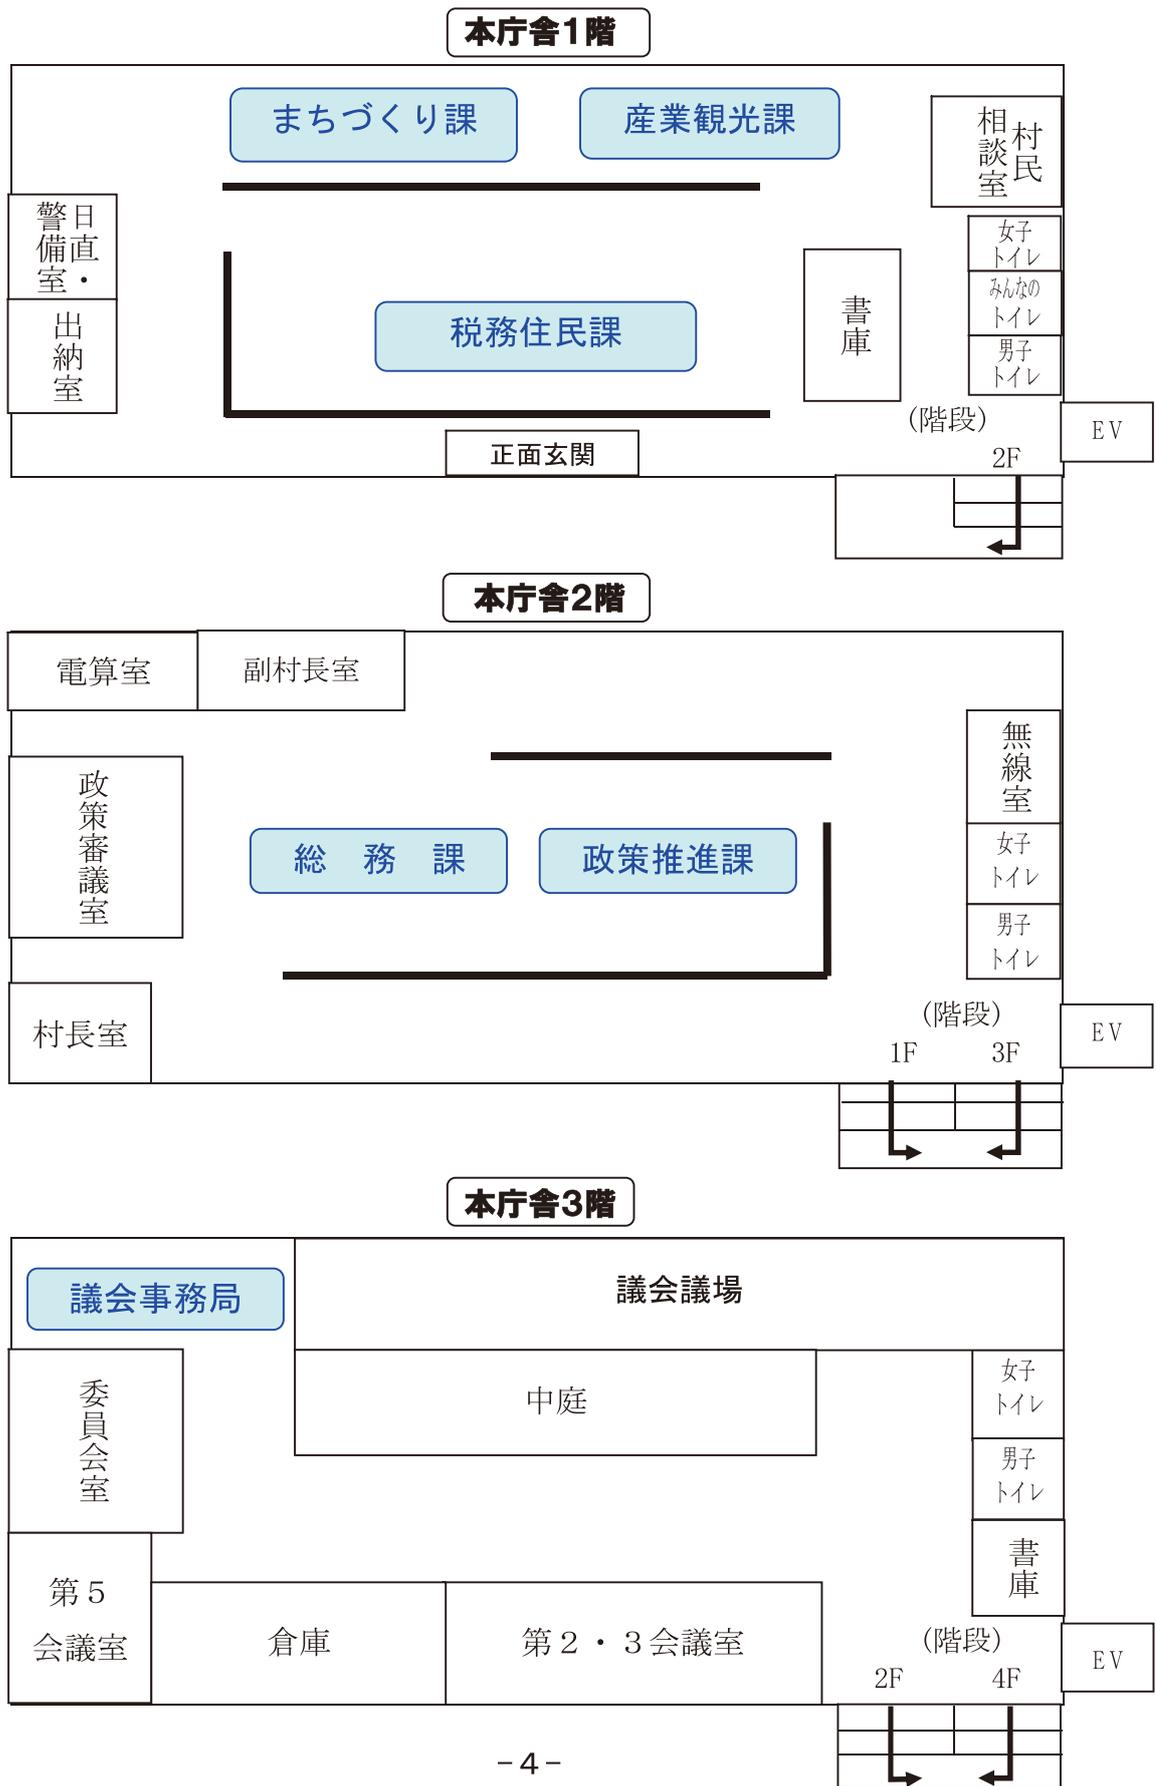 本庁舎1階
まちづくり課
産業観光課
村民
相談室
日直・
警備室
出納室
税務住民課
書庫
女子
トイレ
みんなの
トイレ
男子
トイレ
(階段)
2F
EV
正面玄関
本庁舎2階
電算室
副村長室
政策審議室
総　務　課
政策推進課
無線室
女子
トイレ
男子
トイレ
村長室
(階段)
1F
3F
EV
本庁舎3階
議会事務局
議会議場
中庭
委員会室
女子
トイレ
男子
トイレ
書庫
第５
会議室
倉庫
第２・３会議室
(階段)
2F
4F
EV
-4-